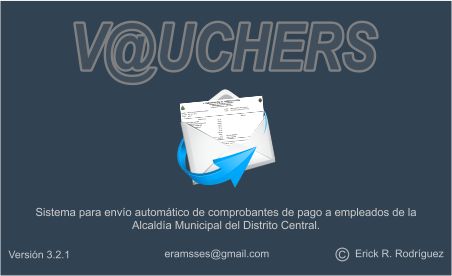 V@UCHERS
Sistema para envío automático de comprobantes de pago a empleados de la
Alcaldía Municipal del Distrito Central.
Versión 3.2.1
eramsses@gmail.com
© Erick R. Rodríguez